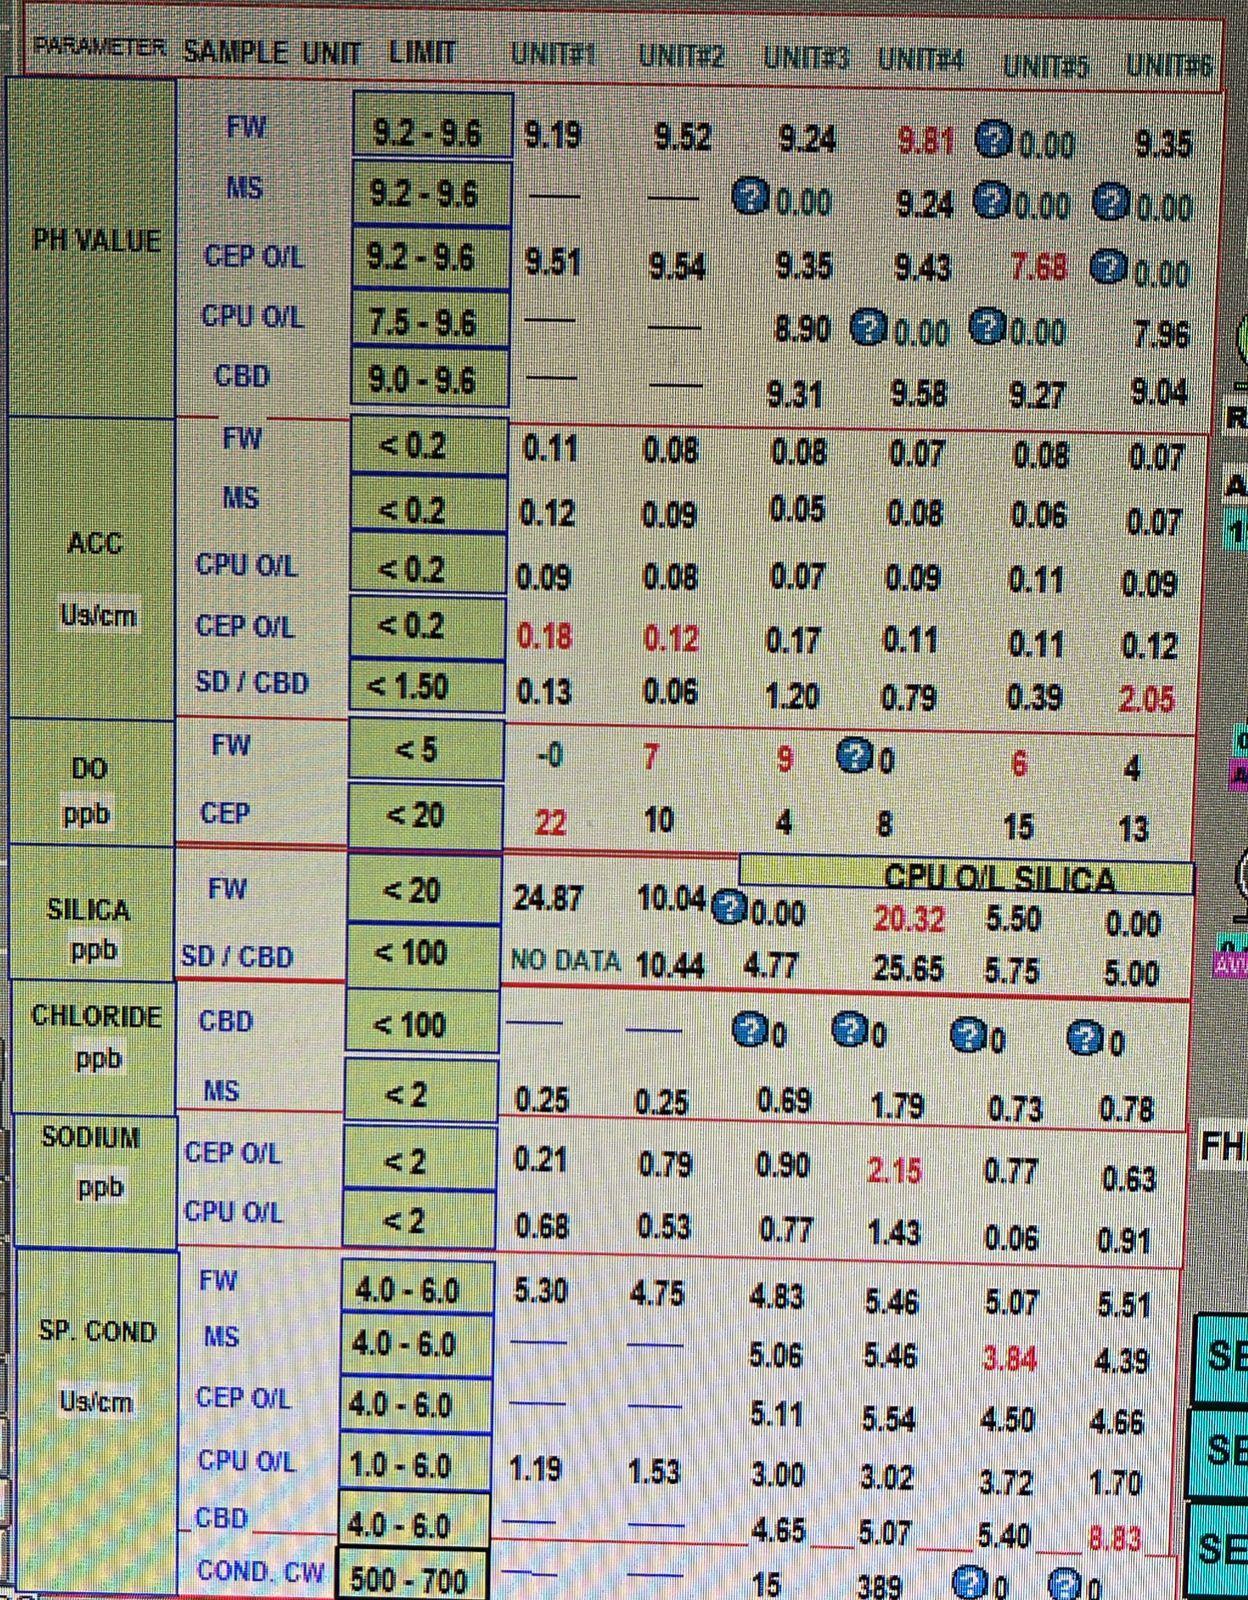 PARAMETER SAMPLE UNIT LIMIT UNIT#1 UNIT#2 UNIT#3 UNIT#4 UNIT#5 UNIT#6
PH VALUE
FW 9.2 - 9.6 9.19 9.52 9.24 9.81 ? 0.00 9.35
MS 9.2 - 9.6 —— —— ? 0.00 9.24 ? 0.00 ? 0.00
CEP O/L 9.2 - 9.6 9.51 9.54 9.35 9.43 7.68 ? 0.00
CPU O/L 7.5 - 9.6 —— —— 8.90 ? 0.00 ? 0.00 7.96
CBD 9.0 - 9.6 —— —— 9.31 9.58 9.27 9.04
ACC
Us/cm
FW < 0.2 0.11 0.08 0.08 0.07 0.08 0.07
MS < 0.2 0.12 0.09 0.05 0.08 0.06 0.07
CPU O/L < 0.2 0.09 0.08 0.07 0.09 0.11 0.09
CEP O/L < 0.2 0.18 0.12 0.17 0.11 0.11 0.12
SD / CBD < 1.50 0.13 0.06 1.20 0.79 0.39 2.05
DO
ppb
FW < 5 -0 7 9 ? 0 6 4
CEP < 20 22 10 4 8 15 13
CPU O/L SILICA
SILICA
ppb
FW < 20 24.87 10.04 ? 0.00 20.32 5.50 0.00
SD / CBD < 100 NO DATA 10.44 4.77 25.65 5.75 5.00
CHLORIDE
ppb
CBD < 100 —— —— ? 0 ? 0 ? 0 ? 0
MS < 2 0.25 0.25 0.69 1.79 0.73 0.78
SODIUM
ppb
CEP O/L < 2 0.21 0.79 0.90 2.15 0.77 0.63
CPU O/L < 2 0.68 0.53 0.77 1.43 0.06 0.91
SP. COND
Us/cm
FW 4.0 - 6.0 5.30 4.75 4.83 5.46 5.07 5.51
MS 4.0 - 6.0 —— —— 5.06 5.46 3.84 4.39
CEP O/L 4.0 - 6.0 —— —— 5.11 5.54 4.50 4.66
CPU O/L 1.0 - 6.0 1.19 1.53 3.00 3.02 3.72 1.70
CBD 4.0 - 6.0 —— —— 4.65 5.07 5.40 8.83
COND. CW 500 - 700 —— —— 15 389 ? 0 ? 0
R
A
1
FH
SE
SE
SE